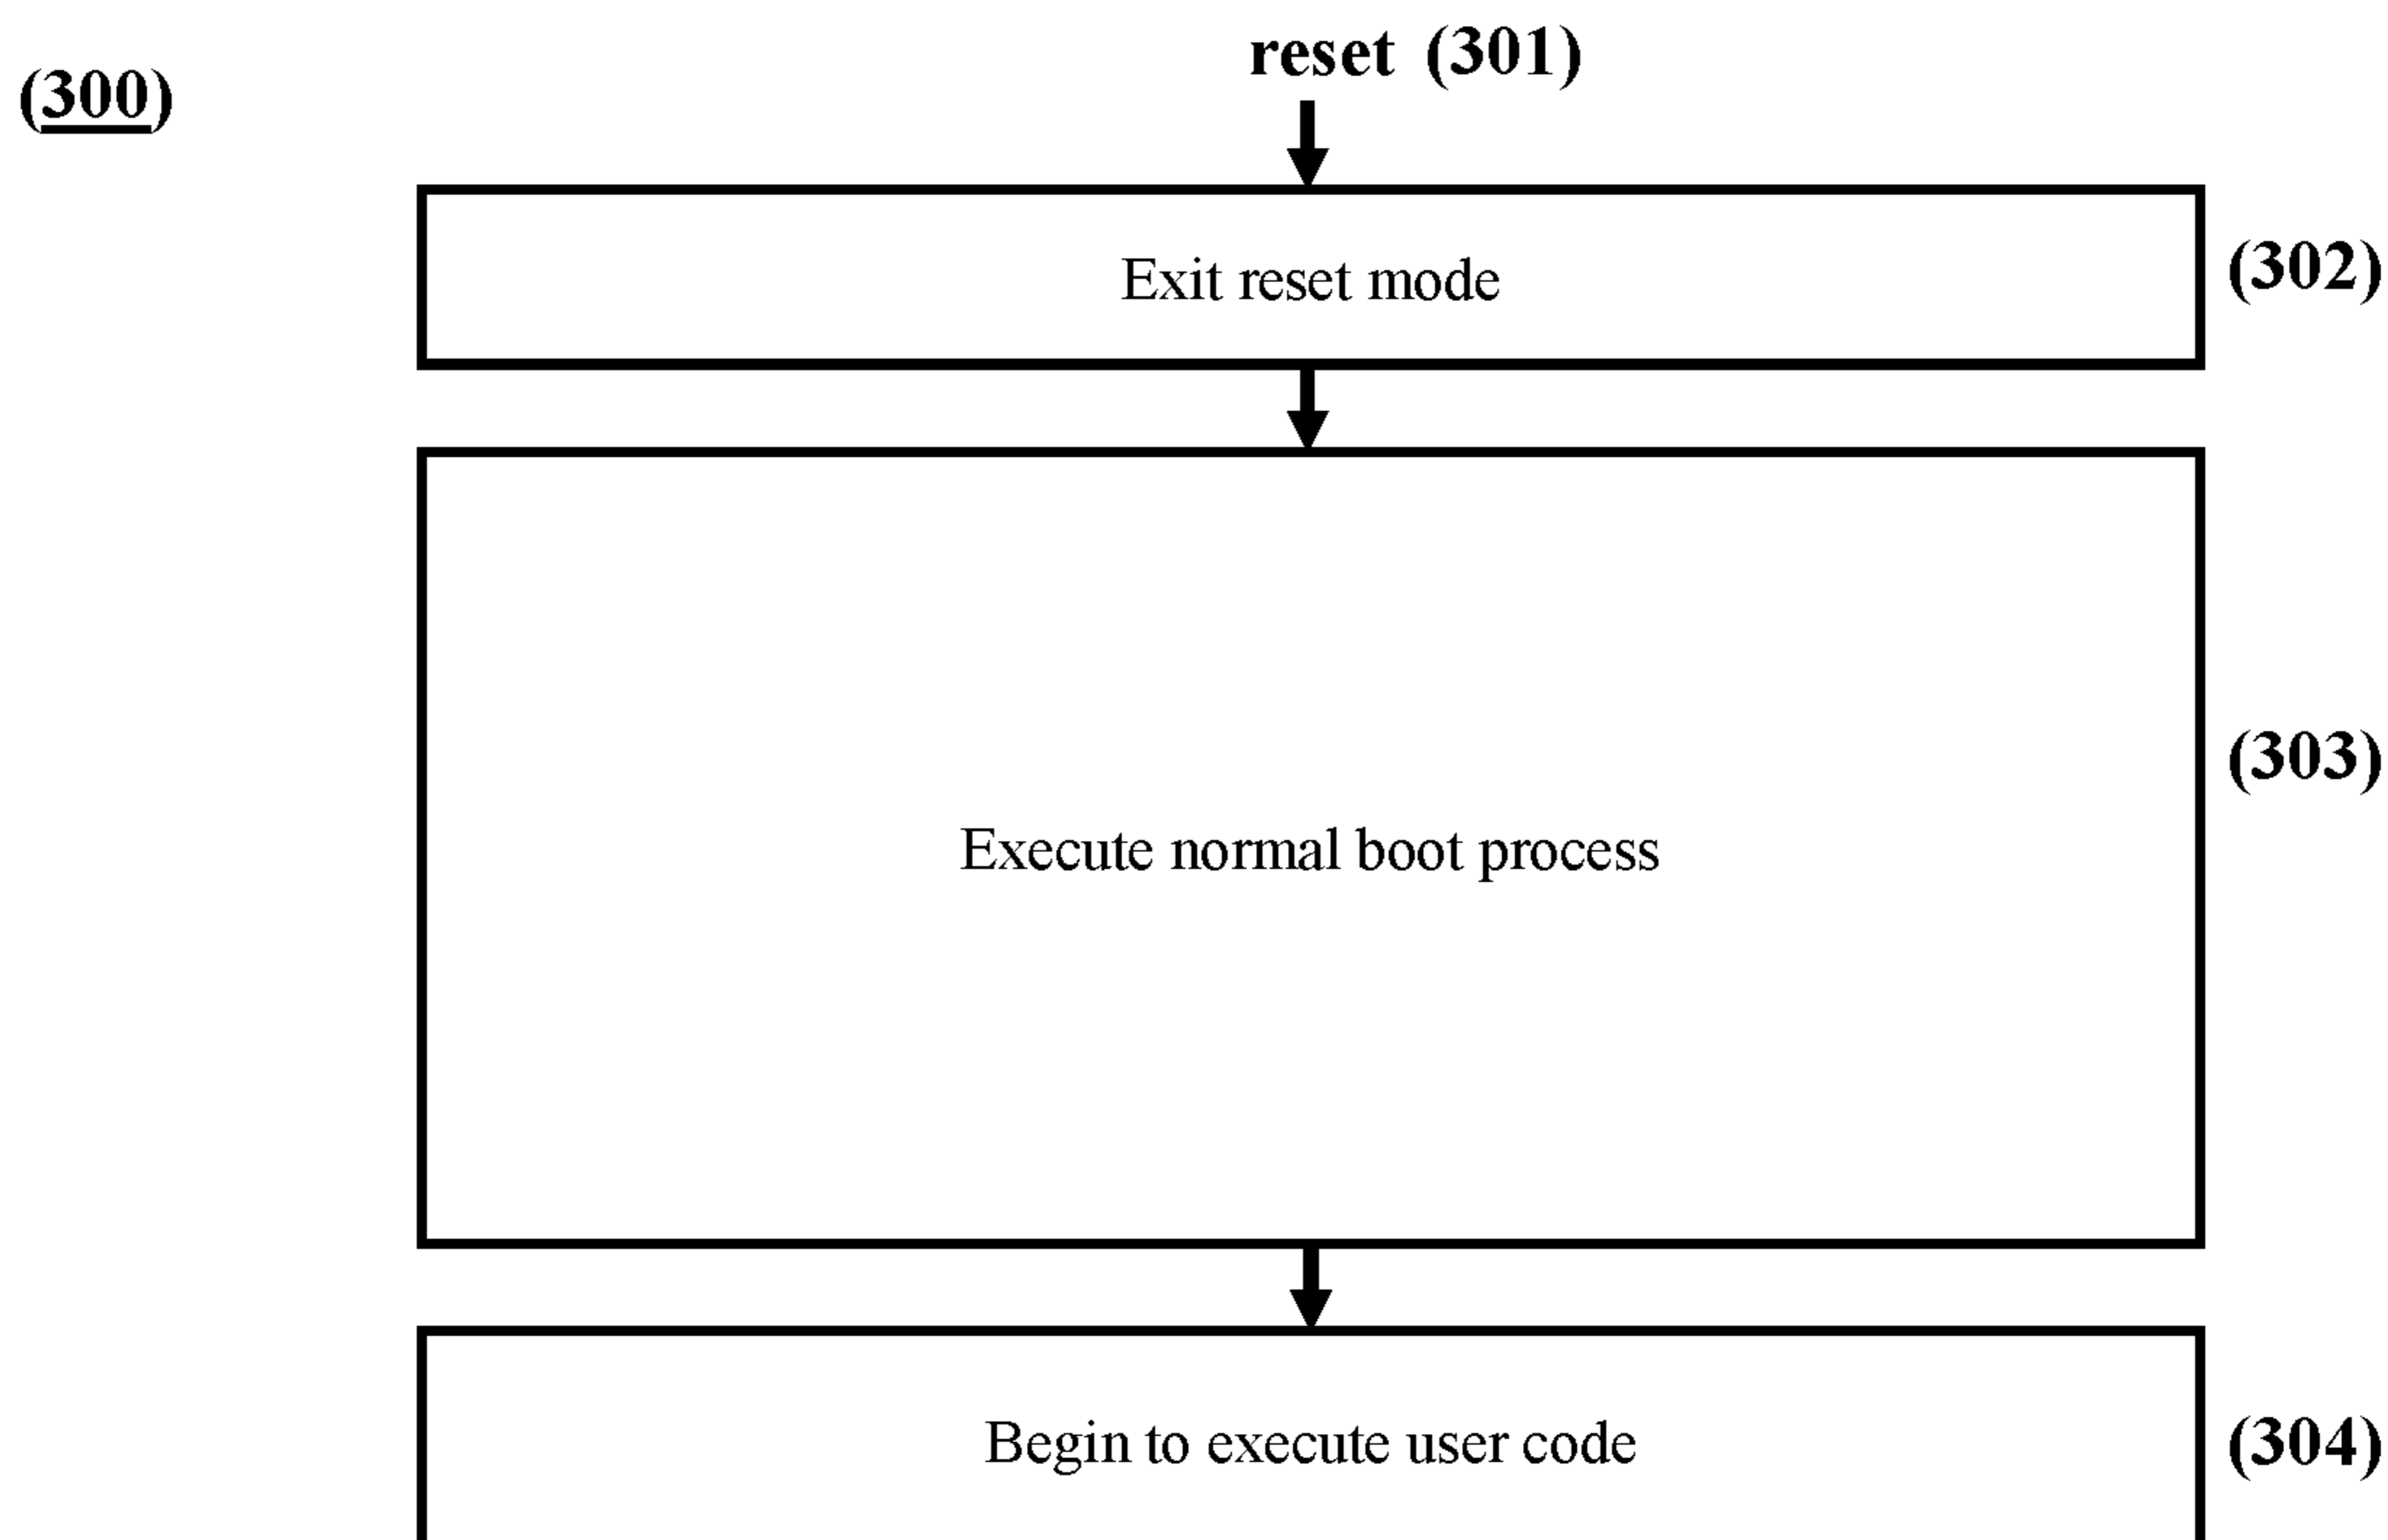 reset (301)
(300)
Exit reset mode
(302)
Execute normal boot process
(303)
Begin to execute user code
(304)